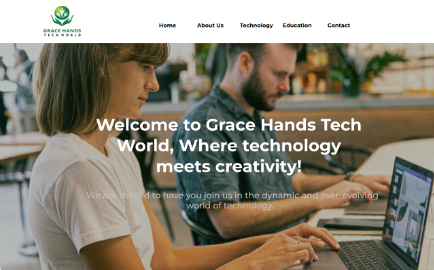 GRACE HANDS
TECH WORLD
Home About Us Technology Education Contact
Welcome to Grace Hands Tech
World, Where technology
meets creativity!
We are thrilled to have you join us in the dynamic and ever-evolving
world of technology.